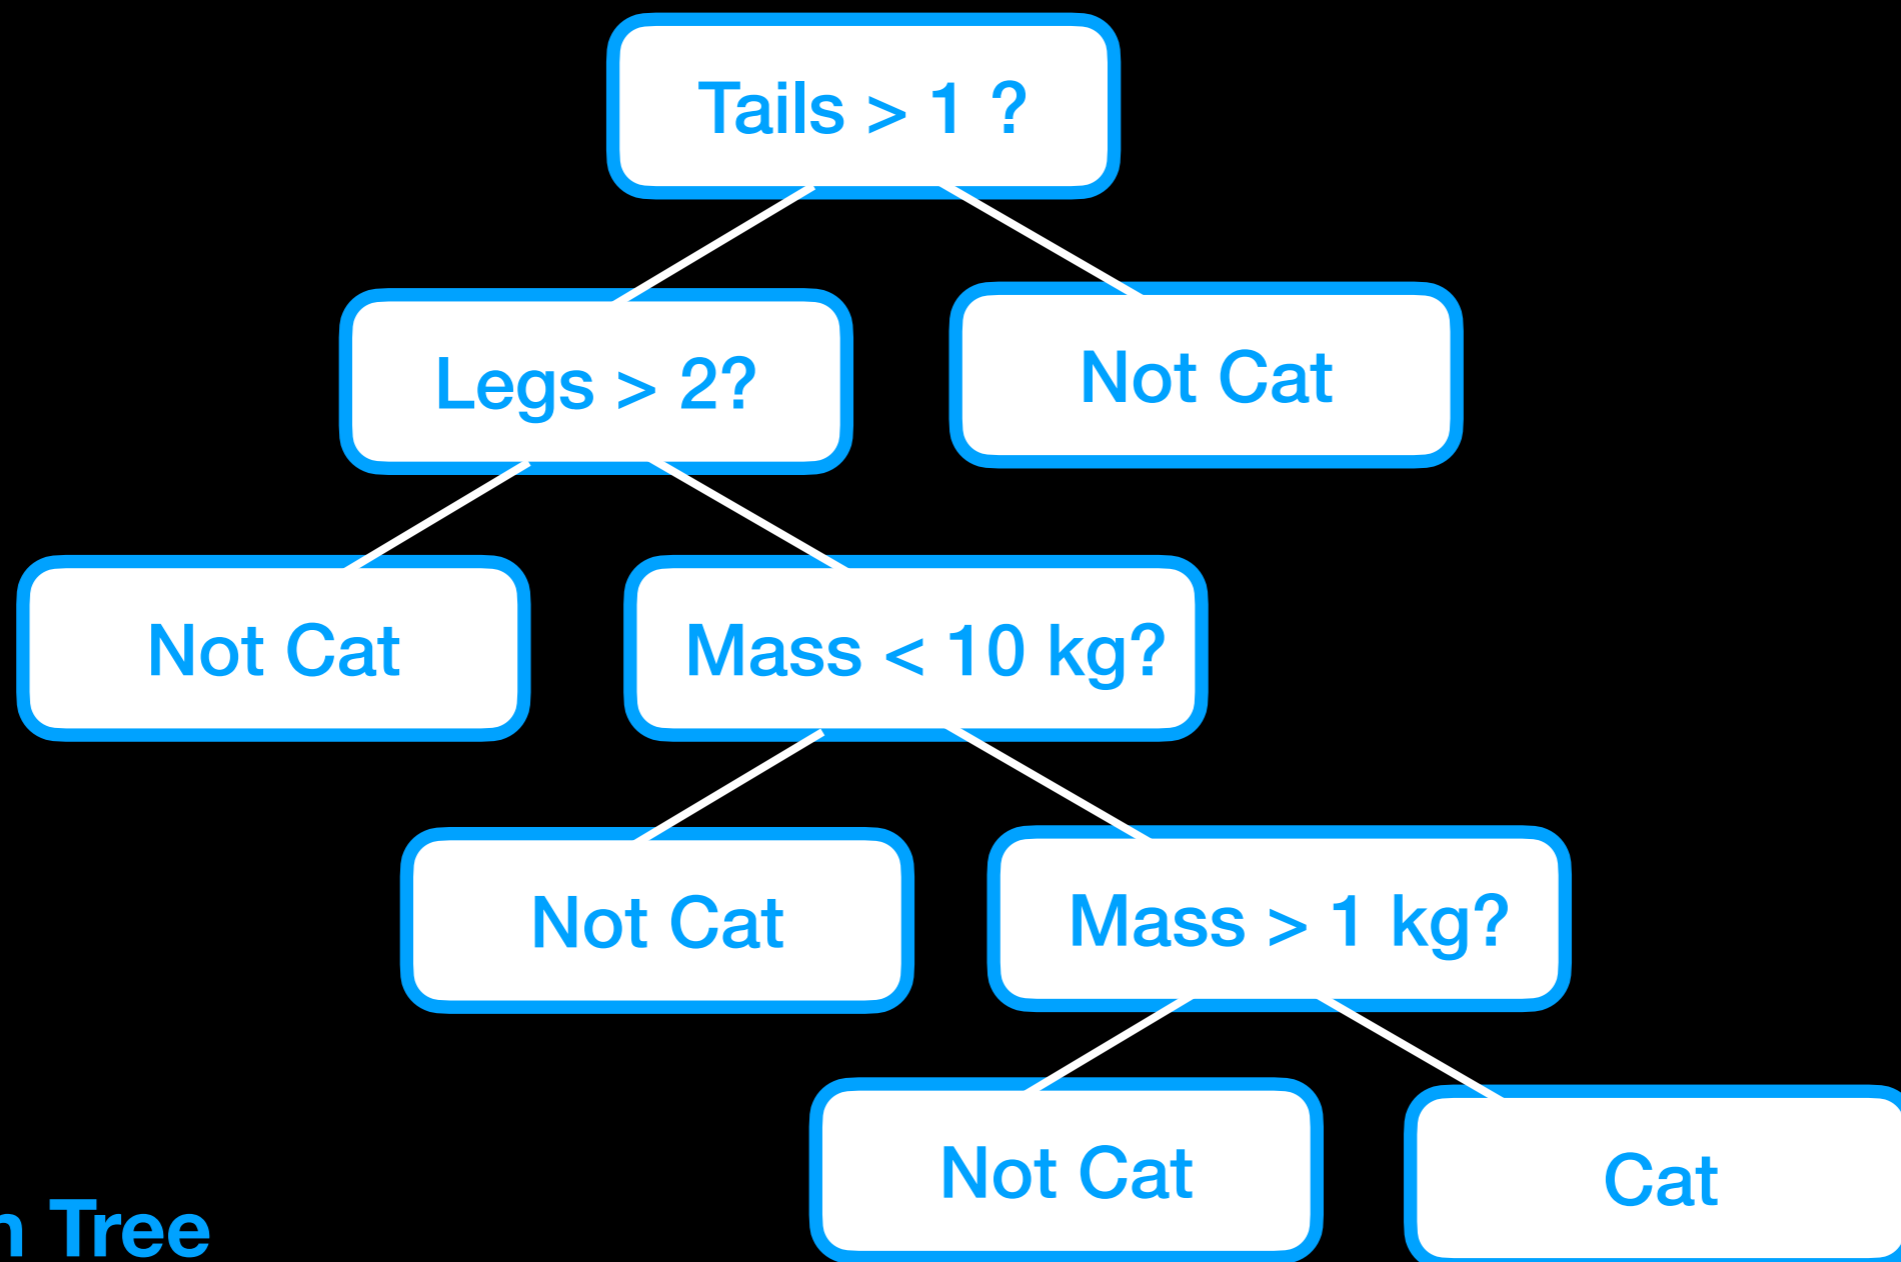 Tails > 1 ?
Legs > 2?
Not Cat
Not Cat
Mass < 10 kg?
Not Cat
Mass > 1 kg?
Not Cat
Cat
n Tree